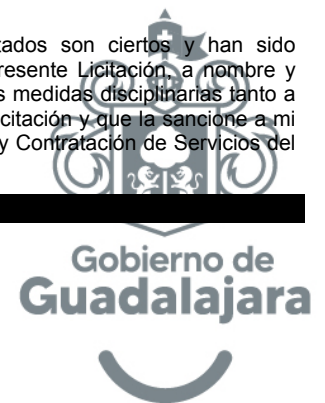 tados son ciertos y han sido
resente Licitación, a nombre y
s medidas disciplinarias tanto a
citación y que la sancione a mi
y Contratación de Servicios del
Gobierno de
Guadalajara